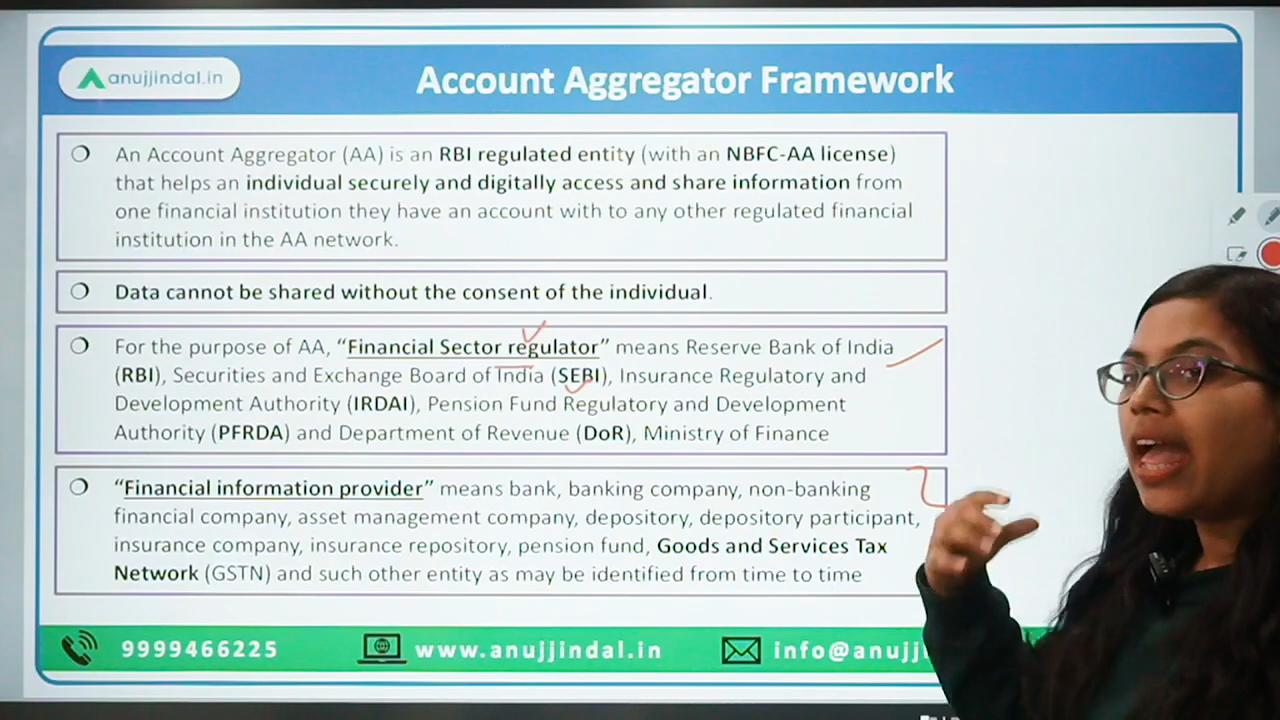 anujjindal.in
Account Aggregator Framework
An Account Aggregator (AA) is an RBI regulated entity (with an NBFC-AA license)
that helps an individual securely and digitally access and share information from
one financial institution they have an account with to any other regulated financial
institution in the AA network.
Data cannot be shared without the consent of the individual.
For the purpose of AA, “Financial Sector regulator” means Reserve Bank of India
(RBI), Securities and Exchange Board of India (SEBI), Insurance Regulatory and
Development Authority (IRDAI), Pension Fund Regulatory and Development
Authority (PFRDA) and Department of Revenue (DoR), Ministry of Finance
“Financial information provider” means bank, banking company, non-banking
financial company, asset management company, depository, depository participant,
insurance company, insurance repository, pension fund, Goods and Services Tax
Network (GSTN) and such other entity as may be identified from time to time
9999466225 www.anujjindal.in info@anujj